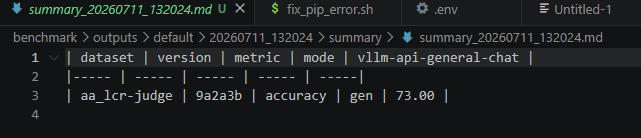 summary_20260711_132024.md U × fix_pip_error.sh .env Untitled-1
benchmark > outputs > default > 20260711_132024 > summary > summary_20260711_132024.md
1 | dataset | version | metric | mode | vllm-api-general-chat |
2 |----- | ----- | ----- | ----- | -----|
3 | aa_lcr-judge | 9a2a3b | accuracy | gen | 73.00 |
4